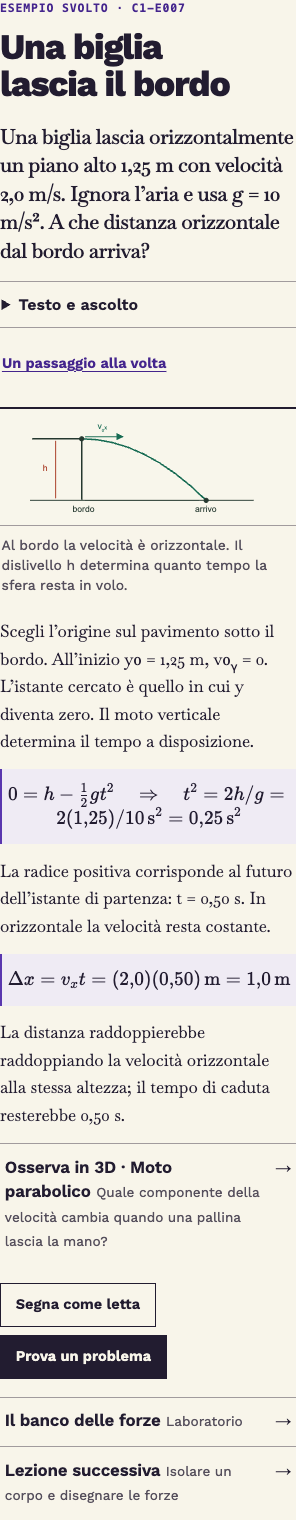 ESEMPIO SVOLTO · C1—E007
Una biglia
lascia il bordo
Una biglia lascia orizzontalmente
un piano alto 1,25 m con velocità
2,0 m/s. Ignora l’aria e usa g = 10
m/s². A che distanza orizzontale
dal bordo arriva?
▶ Testo e ascolto
Un passaggio alla volta
v₀ₓ
h
bordo
arrivo
Al bordo la velocità è orizzontale. Il
dislivello h determina quanto tempo la
sfera resta in volo.
Scegli l’origine sul pavimento sotto il
bordo. All’inizio y0 = 1,25 m, v0ᵧ = 0.
L’istante cercato è quello in cui y
diventa zero. Il moto verticale
determina il tempo a disposizione.
0 = h − ½gt² ⇒ t² = 2h/g =
2(1,25)/10 s² = 0,25 s²
La radice positiva corrisponde al futuro
dell’istante di partenza: t = 0,50 s. In
orizzontale la velocità resta costante.
Δx = vₓt = (2,0)(0,50) m = 1,0 m
La distanza raddoppierebbe
raddoppiando la velocità orizzontale
alla stessa altezza; il tempo di caduta
resterebbe 0,50 s.
Osserva in 3D · Moto →
parabolico Quale componente della
velocità cambia quando una pallina
lascia la mano?
Segna come letta
Prova un problema
Il banco delle forze Laboratorio →
Lezione successiva Isolare un →
corpo e disegnare le forze